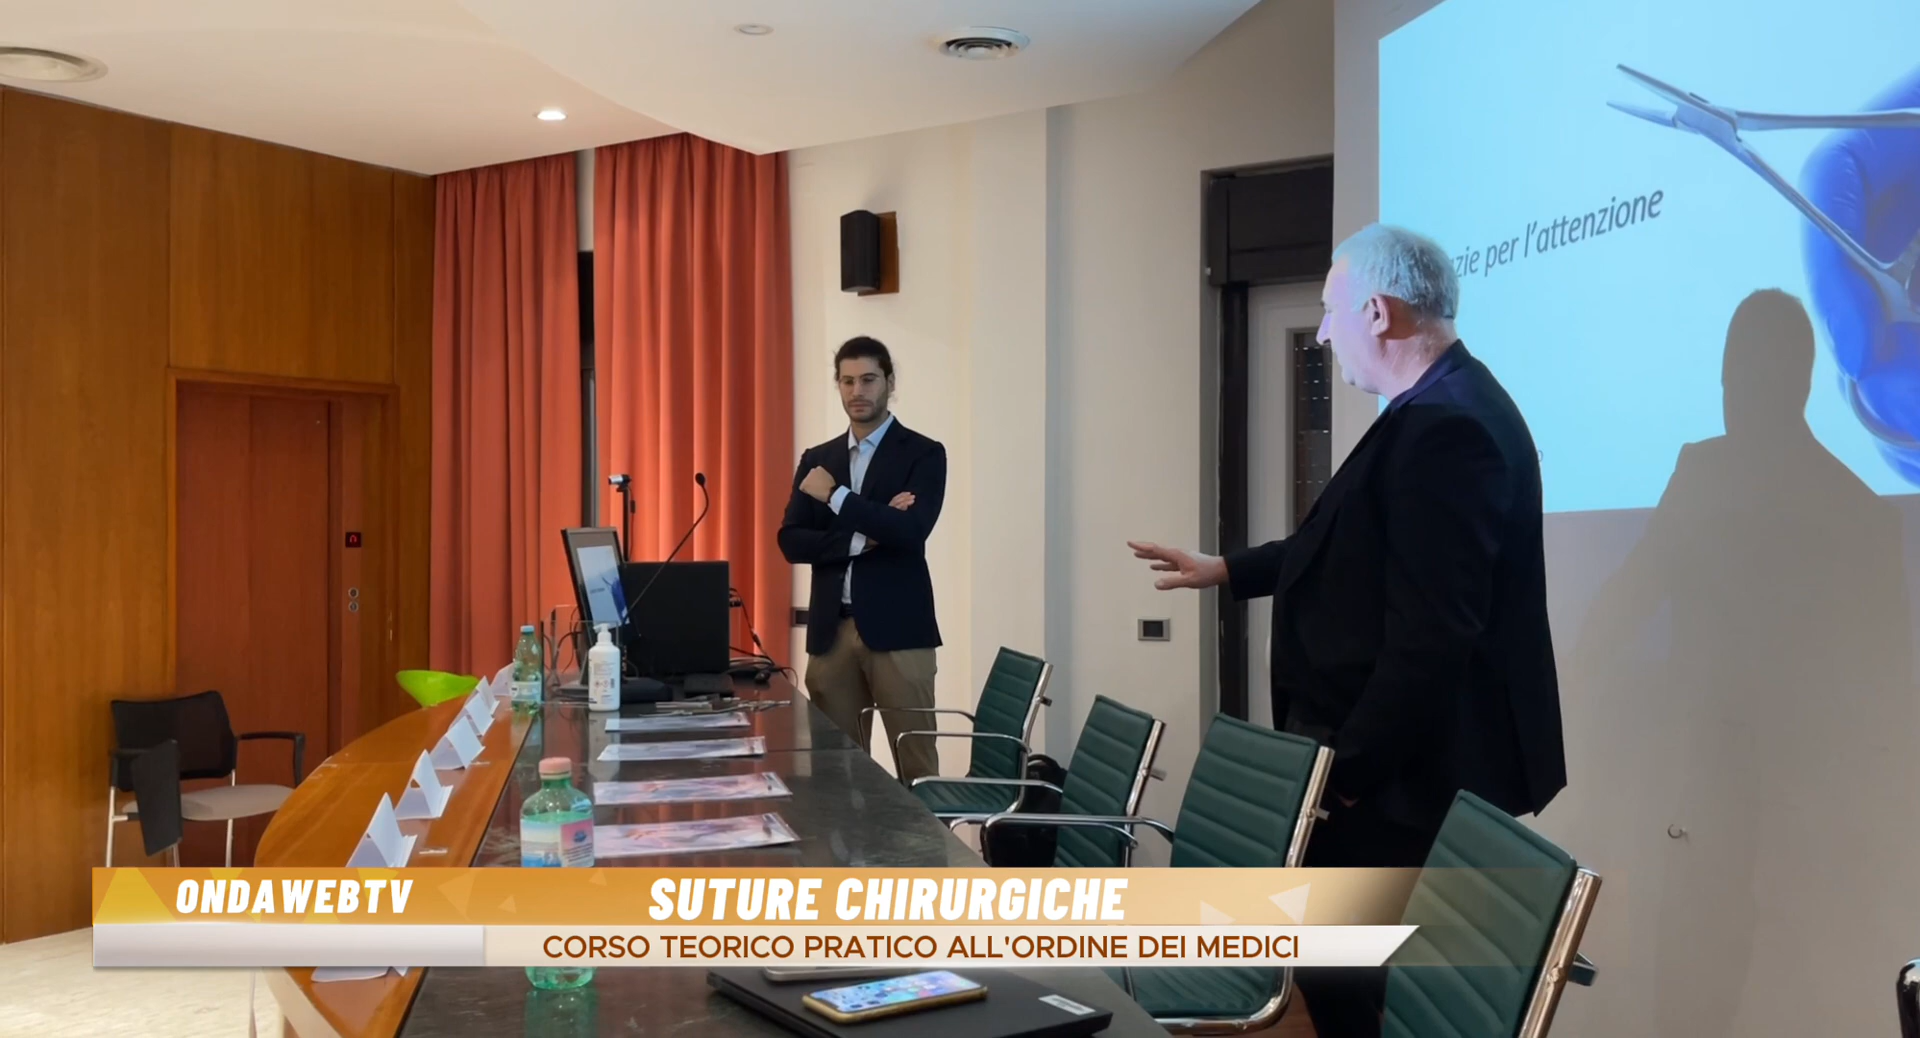 zie per l'attenzione
ONDAWEBTV
SUTURE CHIRURGICHE
CORSO TEORICO PRATICO ALL'ORDINE DEI MEDICI